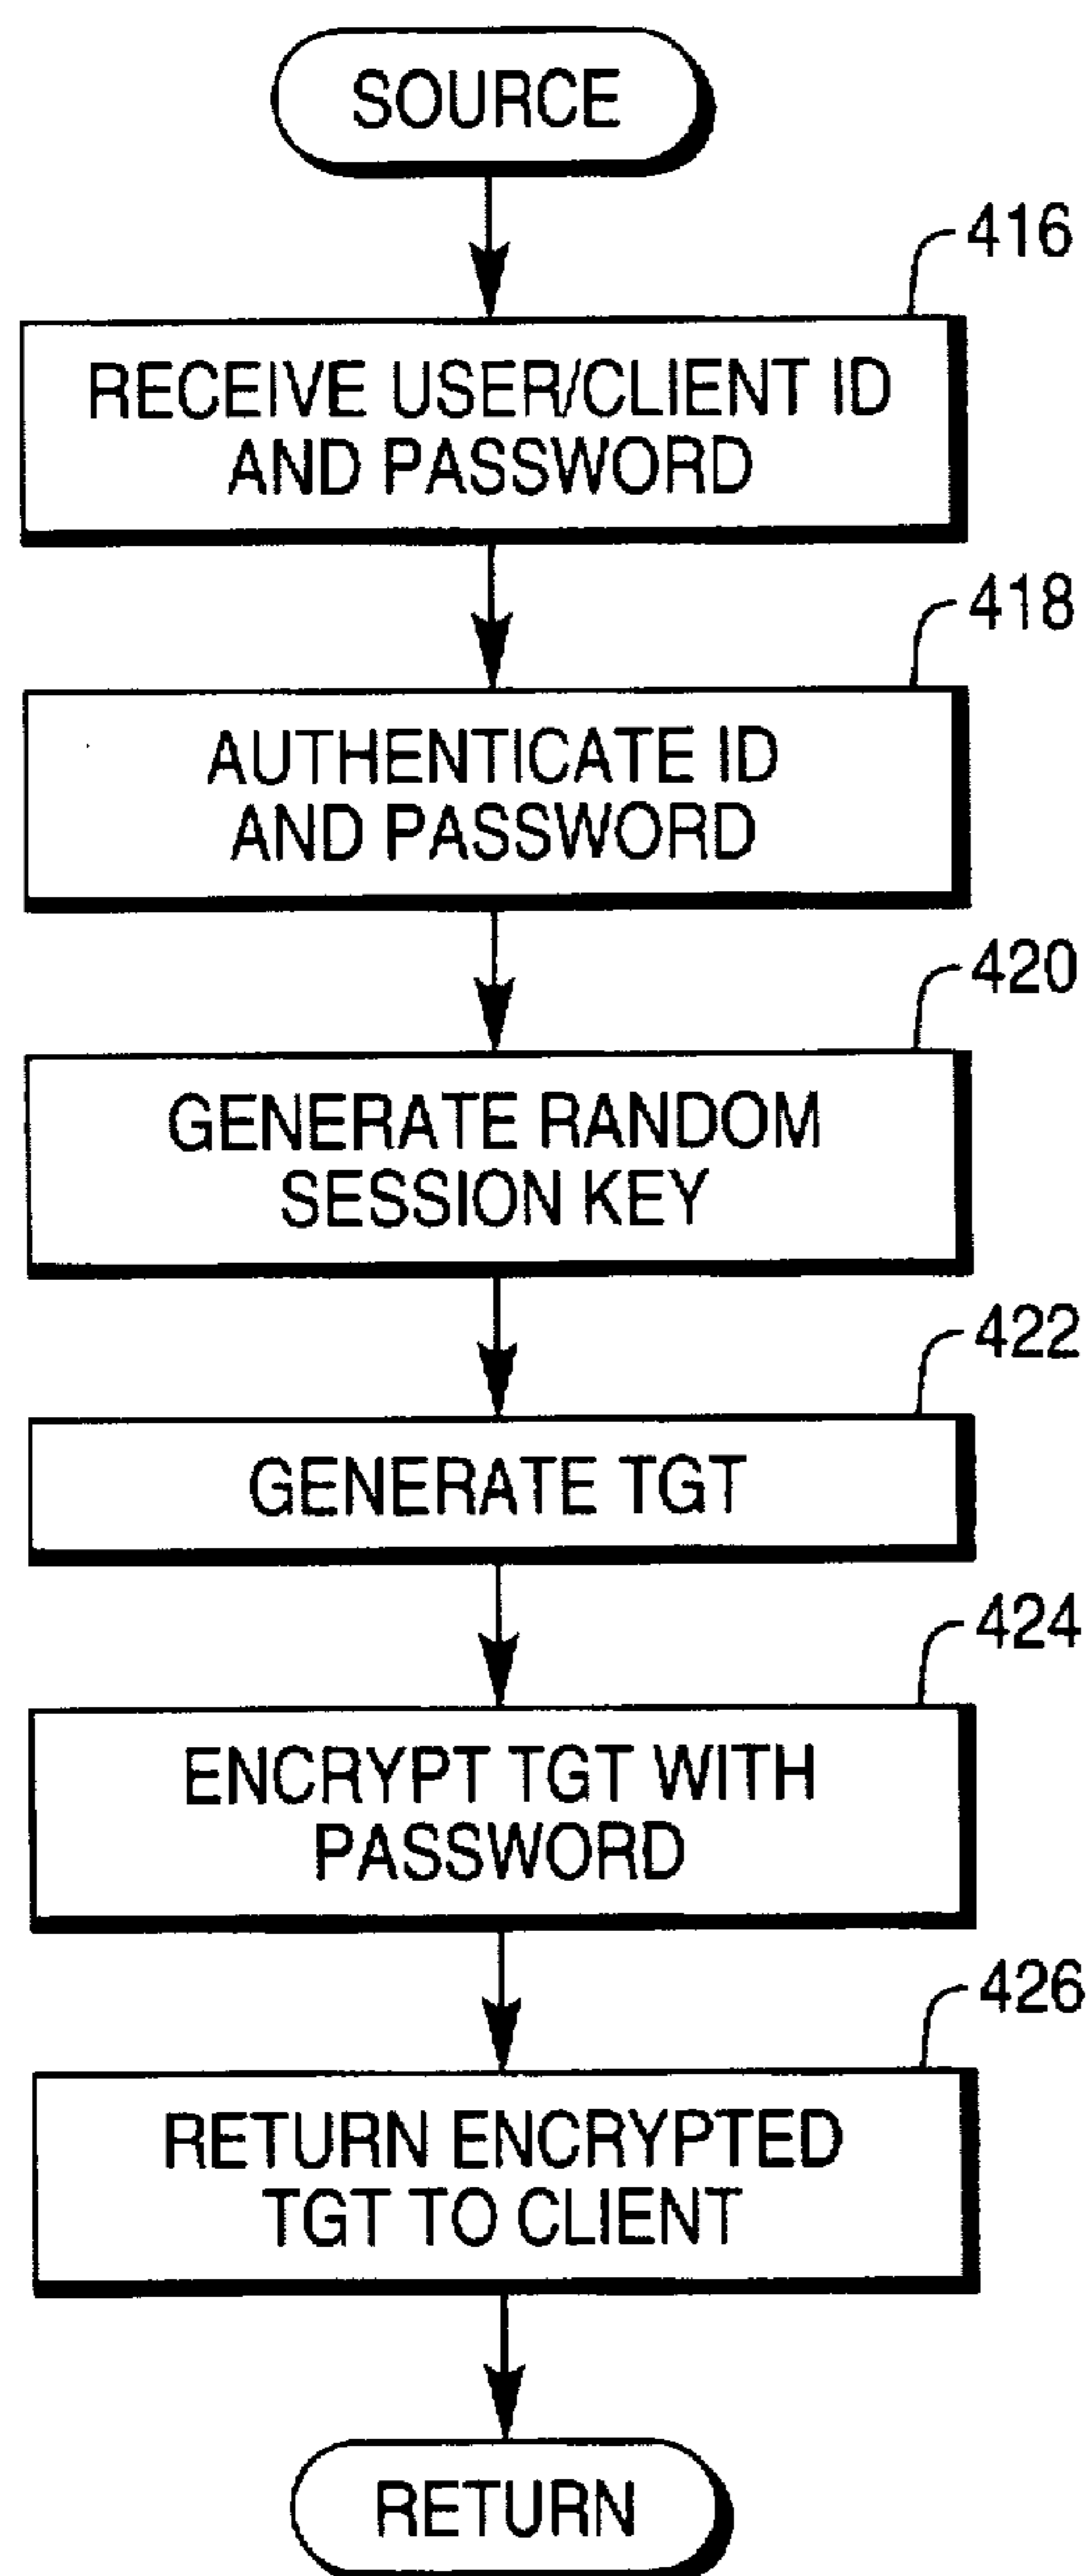 SOURCE
416
RECEIVE USER/CLIENT ID
AND PASSWORD
418
AUTHENTICATE ID
AND PASSWORD
420
GENERATE RANDOM
SESSION KEY
422
GENERATE TGT
424
ENCRYPT TGT WITH
PASSWORD
426
RETURN ENCRYPTED
TGT TO CLIENT
RETURN